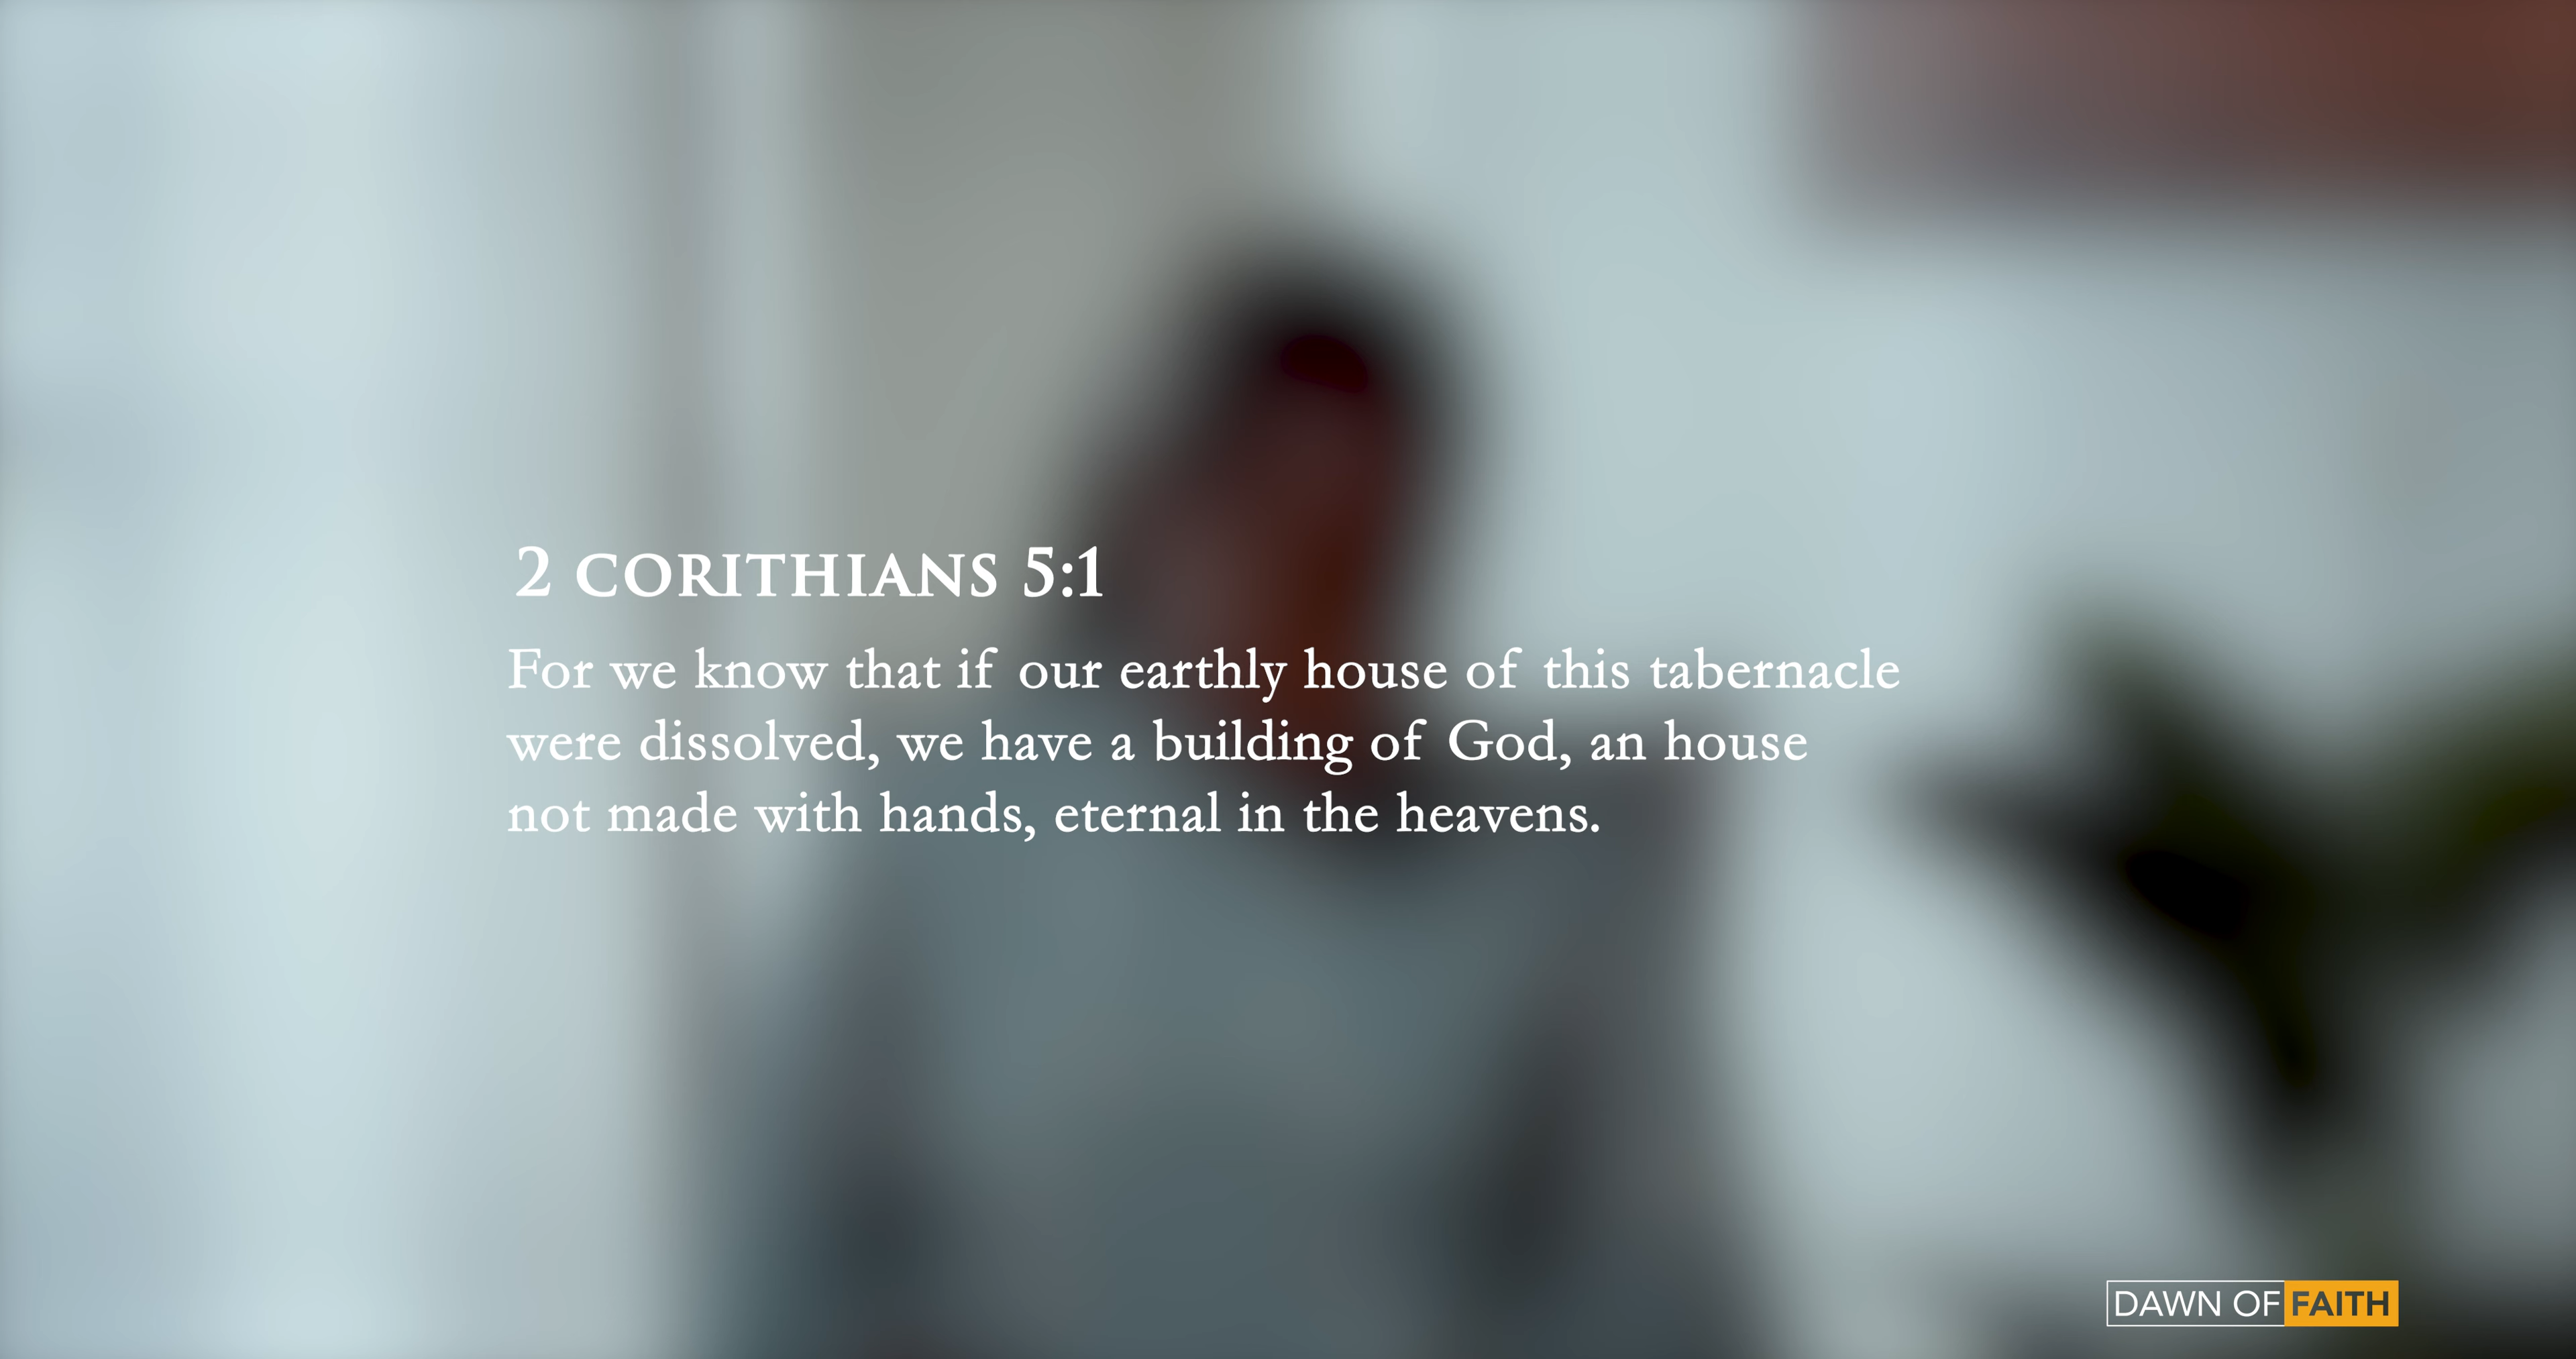 2 CORITHIANS 5:1
For we know that if our earthly house of this tabernacle
were dissolved, we have a building of God, an house
not made with hands, eternal in the heavens.
DAWN OF FAITH